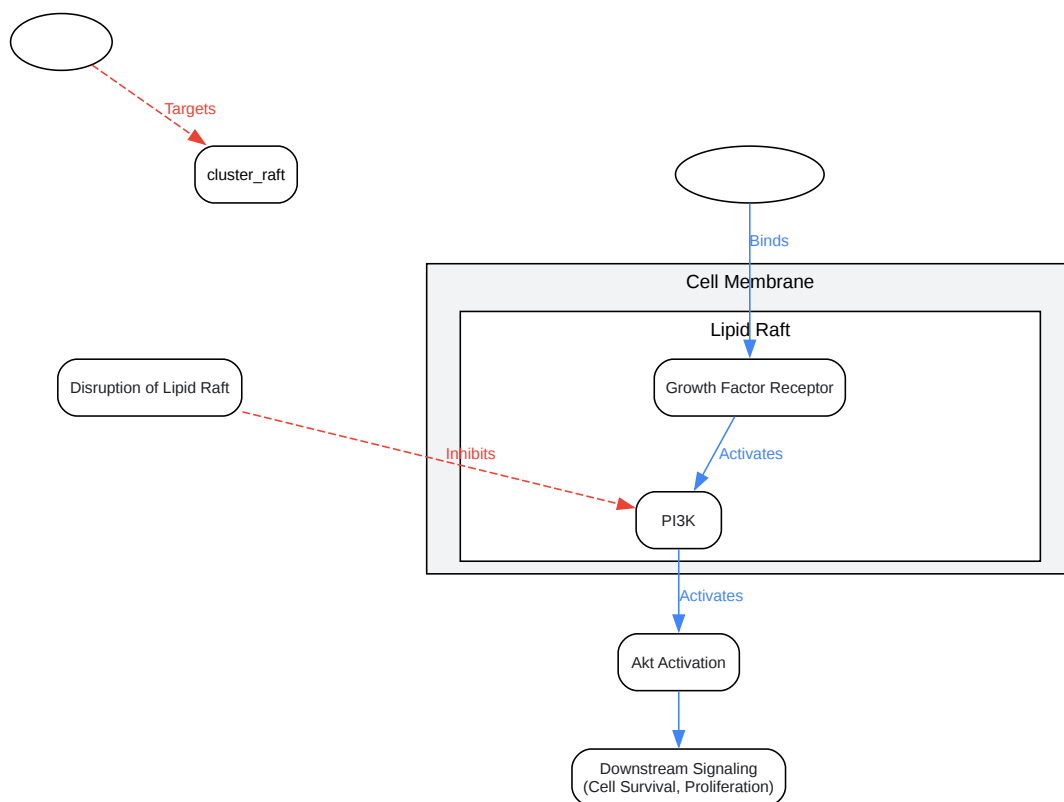 Targets
cluster_raft
Binds
Cell Membrane
Lipid Raft
Disruption of Lipid Raft
Growth Factor Receptor
Inhibits
Activates
PI3K
Activates
Akt Activation
Downstream Signaling
(Cell Survival, Proliferation)